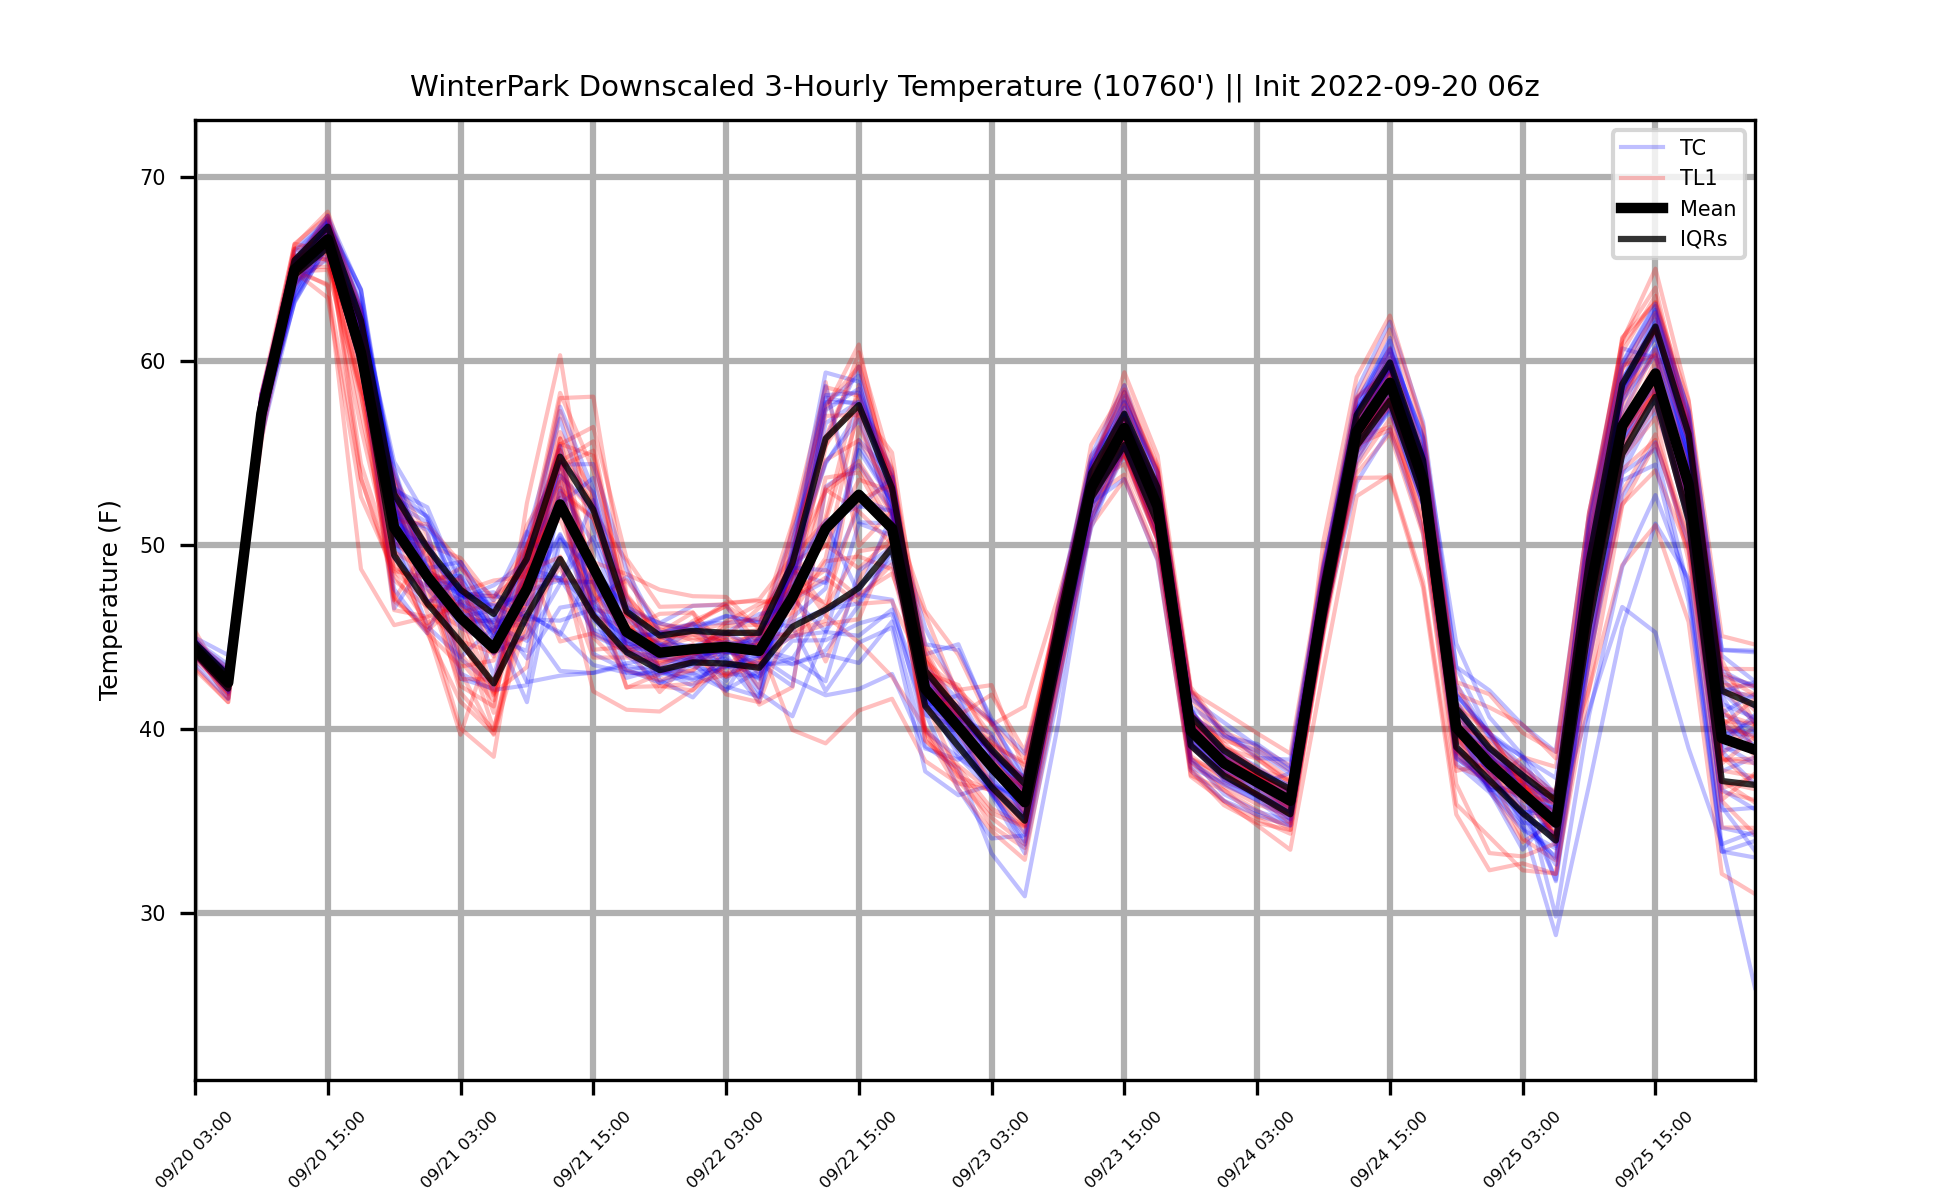 WinterPark Downscaled 3-Hourly Temperature (10760') || Init 2022-09-20 06z
TC
TL1
Mean
IQRs
Temperature (F)
70
60
50
40
30
09/20 03:00
09/20 15:00
09/21 03:00
09/21 15:00
09/22 03:00
09/22 15:00
09/23 03:00
09/23 15:00
09/24 03:00
09/24 15:00
09/25 03:00
09/25 15:00